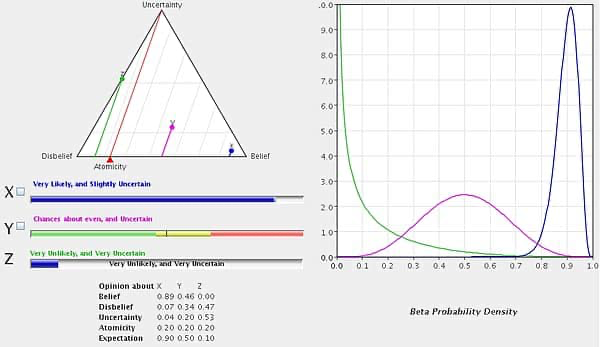 Uncertainty
Z
Y
X
Disbelief
Belief
Atomicity
X
Very Likely, and Slightly Uncertain
Y
Chances about even, and Uncertain
Z
Very Unlikely, and Very Uncertain
Very Unlikely, and Very Uncertain
Opinion about X Y Z
Belief 0.89 0.46 0.00
Disbelief 0.07 0.34 0.47
Uncertainty 0.04 0.20 0.53
Atomicity 0.20 0.20 0.20
Expectation 0.90 0.50 0.10
.0.0
9.0
8.0
7.0
6.0
5.0
4.0
3.0
2.0
1.0
0.0
0.0 0.1 0.2 0.3 0.4 0.5 0.6 0.7 0.8 0.9 1.0
Beta Probability Density